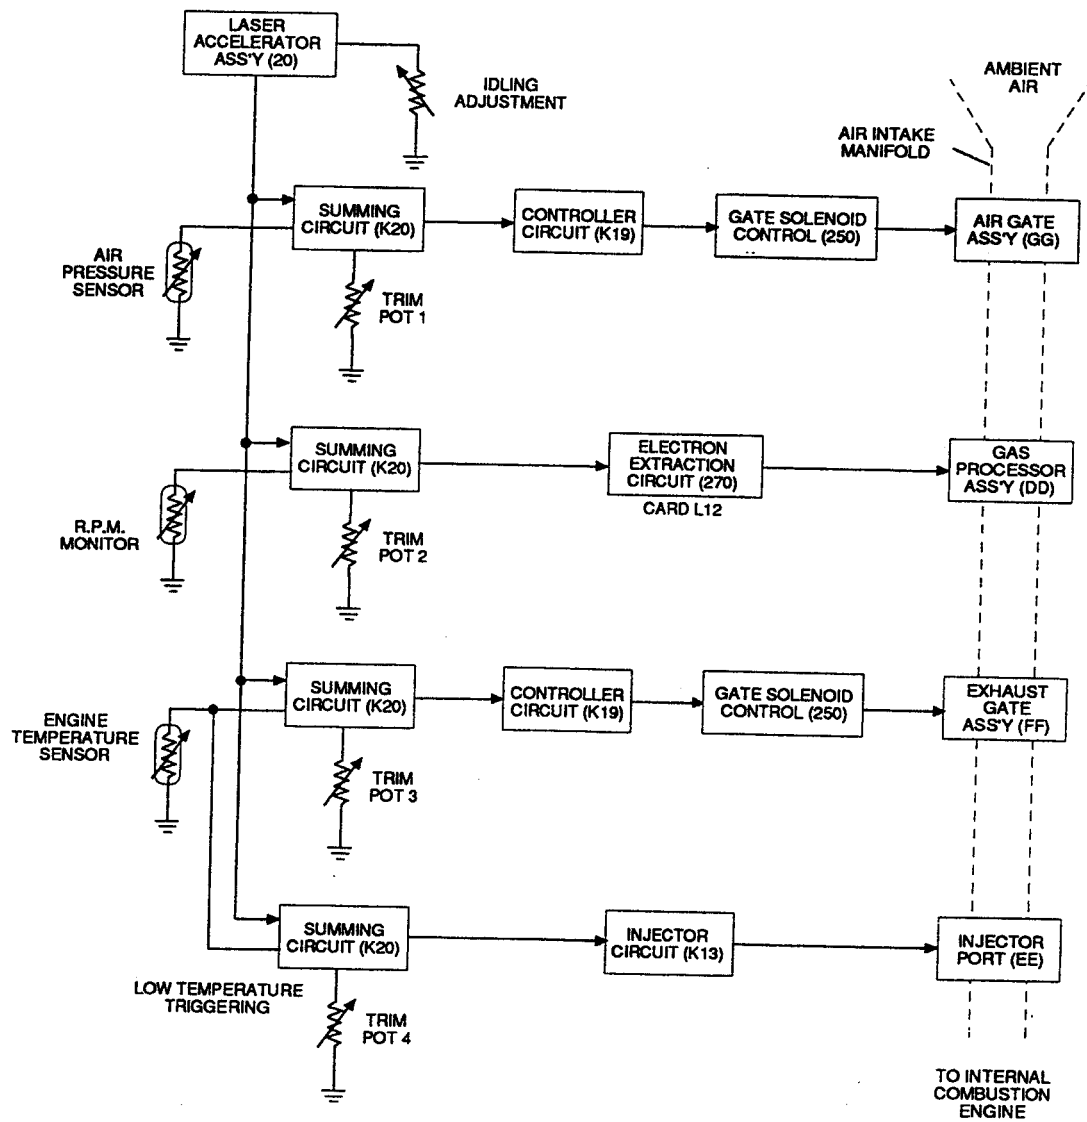 LASER
ACCELERATOR
ASS'Y (20)
IDLING
ADJUSTMENT
AMBIENT
AIR
AIR INTAKE
MANIFOLD
SUMMING
CIRCUIT (K20)
CONTROLLER
CIRCUIT (K19)
GATE SOLENOID
CONTROL (250)
AIR GATE
ASS'Y (GG)
AIR
PRESSURE
SENSOR
TRIM
POT 1
SUMMING
CIRCUIT (K20)
ELECTRON
EXTRACTION
CIRCUIT (270)
CARD L12
GAS
PROCESSOR
ASS'Y (DD)
R.P.M.
MONITOR
TRIM
POT 2
SUMMING
CIRCUIT (K20)
CONTROLLER
CIRCUIT (K19)
GATE SOLENOID
CONTROL (250)
EXHAUST
GATE
ASS'Y (FF)
ENGINE
TEMPERATURE
SENSOR
TRIM
POT 3
SUMMING
CIRCUIT (K20)
INJECTOR
CIRCUIT (K13)
INJECTOR
PORT (EE)
LOW TEMPERATURE
TRIGGERING
TRIM
POT 4
TO INTERNAL
COMBUSTION
ENGINE